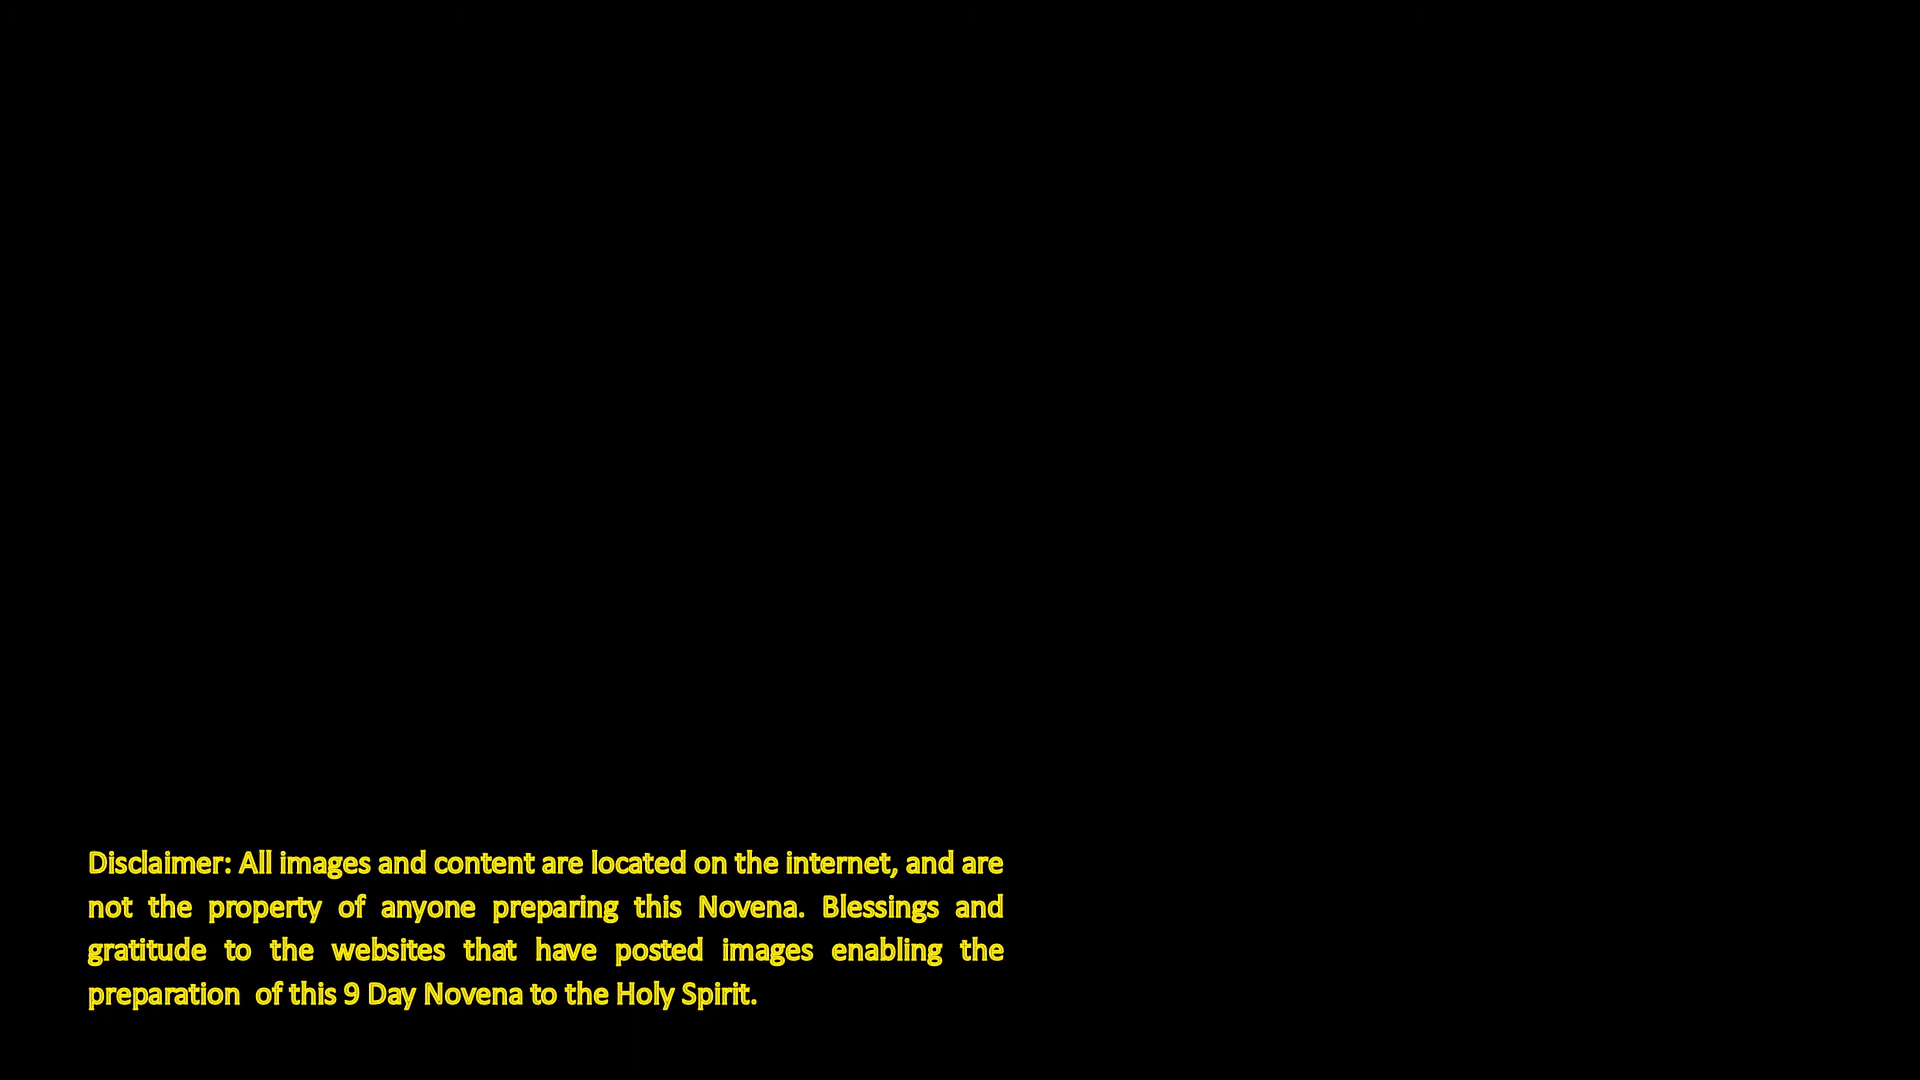 Disclaimer: All images and content are located on the internet, and are
not the property of anyone preparing this Novena. Blessings and
gratitude to the websites that have posted images enabling the
preparation  of this 9 Day Novena to the Holy Spirit.